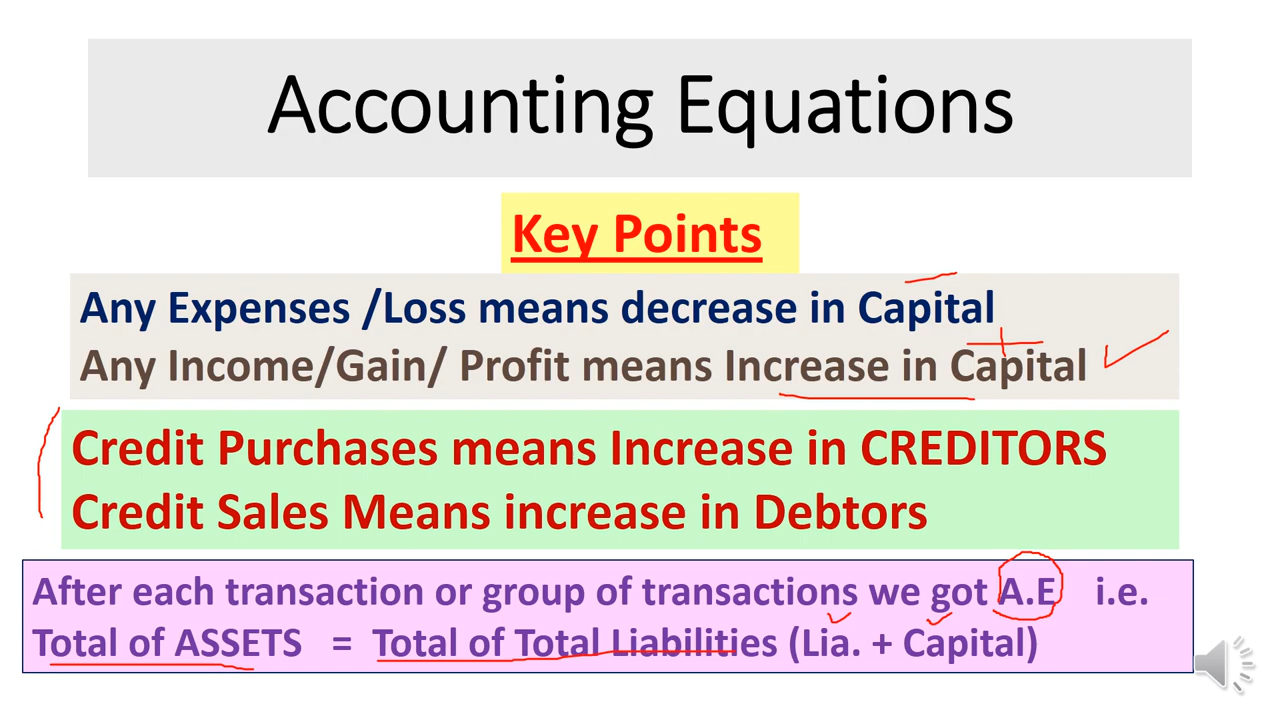 Accounting Equations
Key Points
Any Expenses /Loss means decrease in Capital
Any Income/Gain/ Profit means Increase in Capital
Credit Purchases means Increase in CREDITORS
Credit Sales Means increase in Debtors
After each transaction or group of transactions we got A.E i.e.
Total of ASSETS = Total of Total Liabilities (Lia. + Capital)